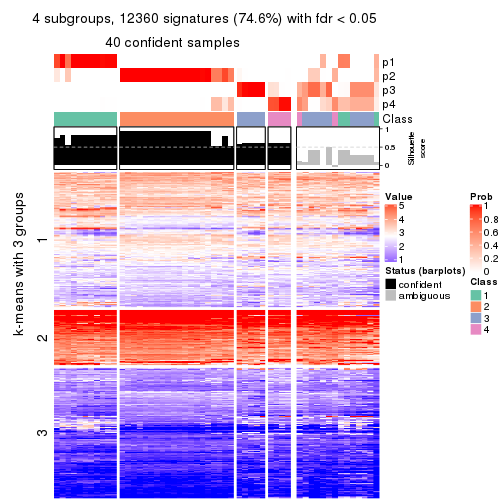 4 subgroups, 12360 signatures (74.6%) with fdr < 0.05
40 confident samples
p1
p2
p3
p4
Class
1
0.5
0
Silhouette
score
k-means with 3 groups
1
2
3
Value
5
4
3
2
1
Status (barplots)
confident
ambiguous
Prob
1
0.8
0.6
0.4
0.2
0
Class
1
2
3
4